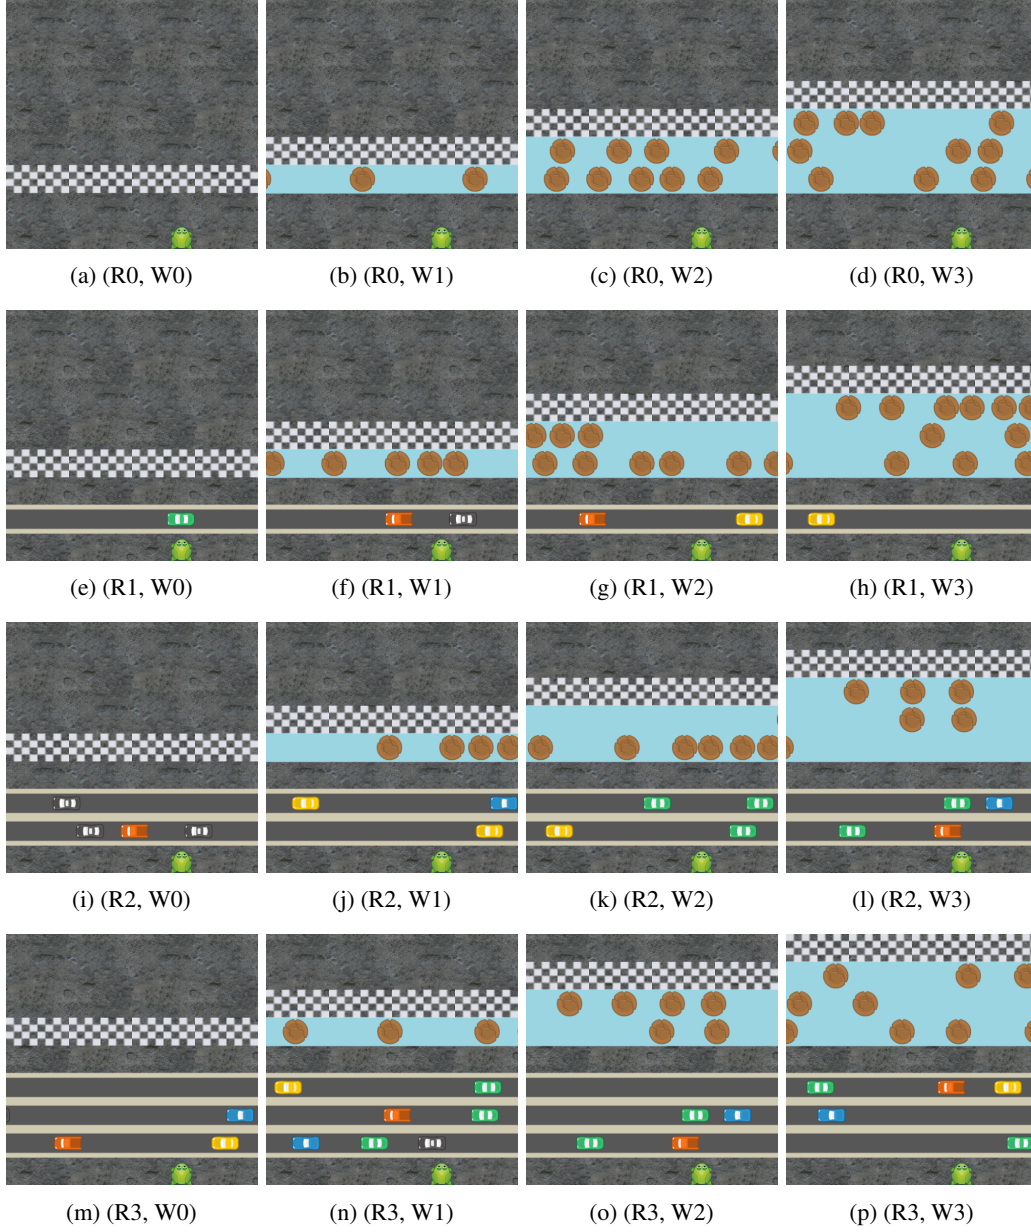 (a) (R0, W0)
(b) (R0, W1)
(c) (R0, W2)
(d) (R0, W3)
(e) (R1, W0)
(f) (R1, W1)
(g) (R1, W2)
(h) (R1, W3)
(i) (R2, W0)
(j) (R2, W1)
(k) (R2, W2)
(l) (R2, W3)
(m) (R3, W0)
(n) (R3, W1)
(o) (R3, W2)
(p) (R3, W3)